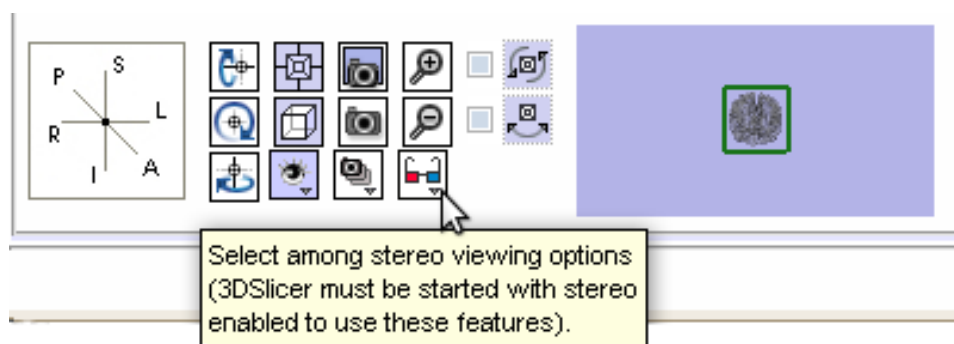 S
P
L
R
A
I
Select among stereo viewing options
(3DSlicer must be started with stereo
enabled to use these features).